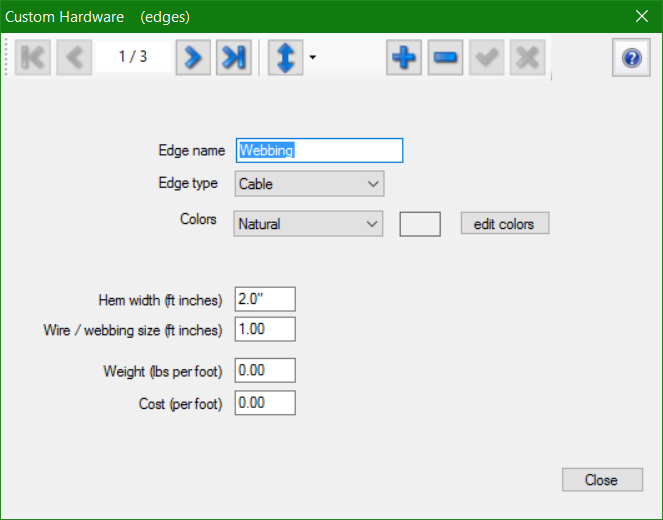 Custom Hardware (edges)
1 / 3
Edge name Webbing
Edge type Cable
Colors Natural edit colors
Hem width (ft inches) 2.0"
Wire / webbing size (ft inches) 1.00
Weight (lbs per foot) 0.00
Cost (per foot) 0.00
Close